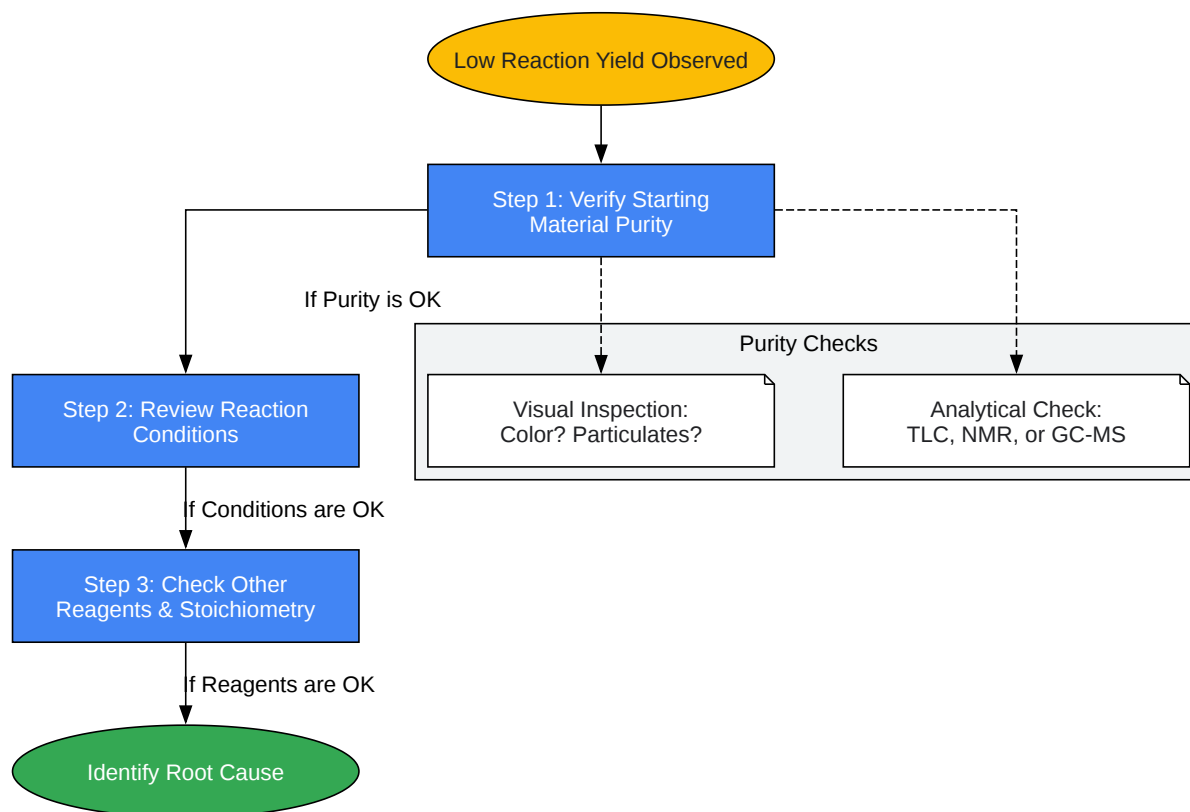 Low Reaction Yield Observed
Step 1: Verify Starting
Material Purity
If Purity is OK
Purity Checks
Visual Inspection:
Color? Particulates?
Analytical Check:
TLC, NMR, or GC-MS
Step 2: Review Reaction
Conditions
If Conditions are OK
Step 3: Check Other
Reagents & Stoichiometry
If Reagents are OK
Identify Root Cause